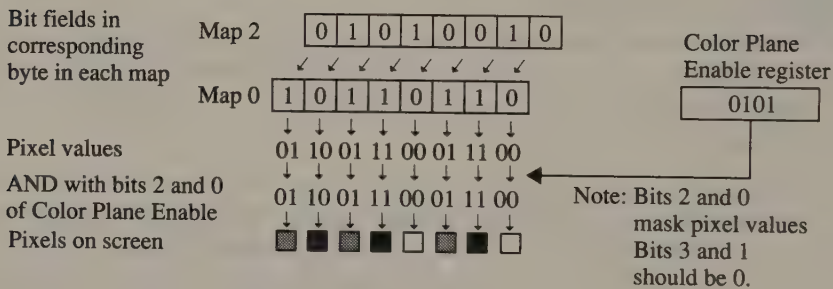 Bit fields in
corresponding
byte in each map
Map 2
0 1 0 1 0 0 1 0
Map 0
1 0 1 1 0 1 1 0
Color Plane
Enable register
0101
Pixel values
01 10 01 11 00 01 11 00
AND with bits 2 and 0
of Color Plane Enable
01 10 01 11 00 01 11 00
Pixels on screen
Note: Bits 2 and 0
mask pixel values
Bits 3 and 1
should be 0.